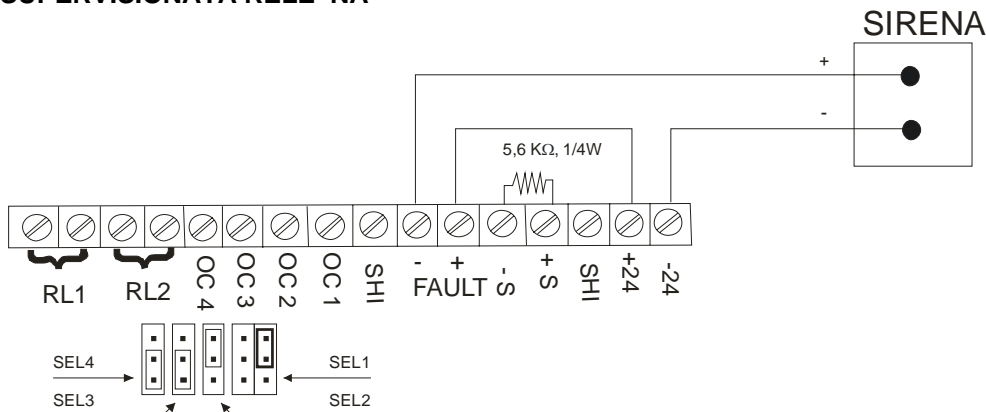 SUPERVISIONATA RELE' NA
SIRENA
+
-
5,6 KΩ, 1/4W
RL1
RL2
OC 4
OC 3
OC 2
OC 1
SHI
- +
FAULT
-S
+S
SHI
+24
-24
SEL4
SEL1
SEL3
SEL2